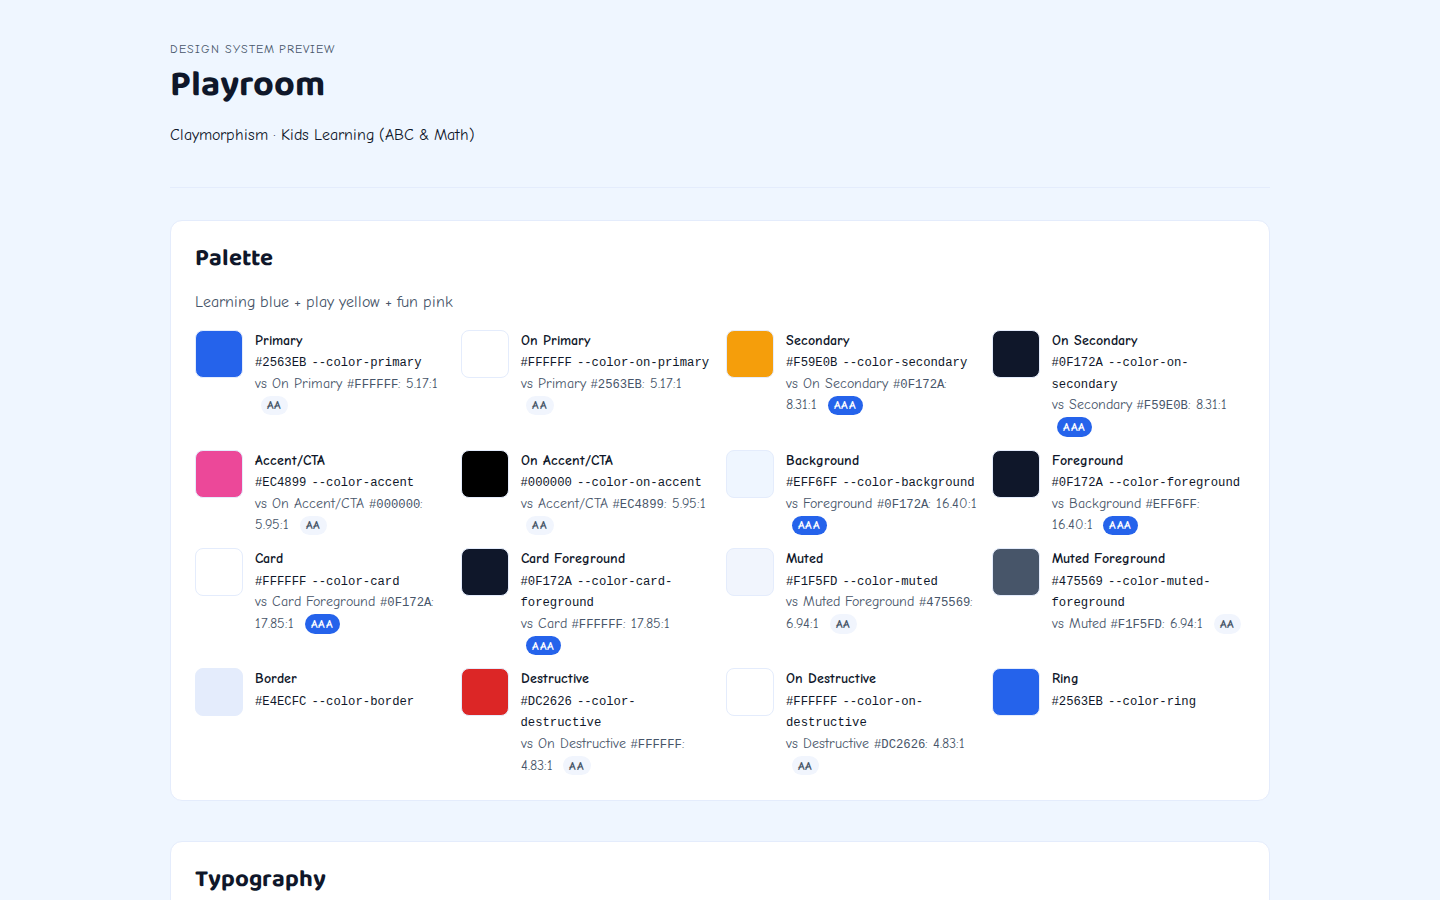 DESIGN SYSTEM PREVIEW
Playroom
Claymorphism · Kids Learning (ABC & Math)
Palette
Learning blue + play yellow + fun pink
Primary
#2563EB --color-primary
vs On Primary #FFFFFF: 5.17:1
AA
On Primary
#FFFFFF --color-on-primary
vs Primary #2563EB: 5.17:1
AA
Secondary
#F59E0B --color-secondary
vs On Secondary #0F172A:
8.31:1 AAA
On Secondary
#0F172A --color-on-
secondary
vs Secondary #F59E0B: 8.31:1
AAA
Accent/CTA
#EC4899 --color-accent
vs On Accent/CTA #000000:
5.95:1 AA
On Accent/CTA
#000000 --color-on-accent
vs Accent/CTA #EC4899: 5.95:1
AA
Background
#EFF6FF --color-background
vs Foreground #0F172A: 16.40:1
AAA
Foreground
#0F172A --color-foreground
vs Background #EFF6FF:
16.40:1 AAA
Card
#FFFFFF --color-card
vs Card Foreground #0F172A:
17.85:1 AAA
Card Foreground
#0F172A --color-card-
foreground
vs Card #FFFFFF: 17.85:1
AAA
Muted
#F1F5FD --color-muted
vs Muted Foreground #475569:
6.94:1 AA
Muted Foreground
#475569 --color-muted-
foreground
vs Muted #F1F5FD: 6.94:1 AA
Border
#E4ECFC --color-border
Destructive
#DC2626 --color-
destructive
vs On Destructive #FFFFFF:
4.83:1 AA
On Destructive
#FFFFFF --color-on-
destructive
vs Destructive #DC2626: 4.83:1
AA
Ring
#2563EB --color-ring
Typography